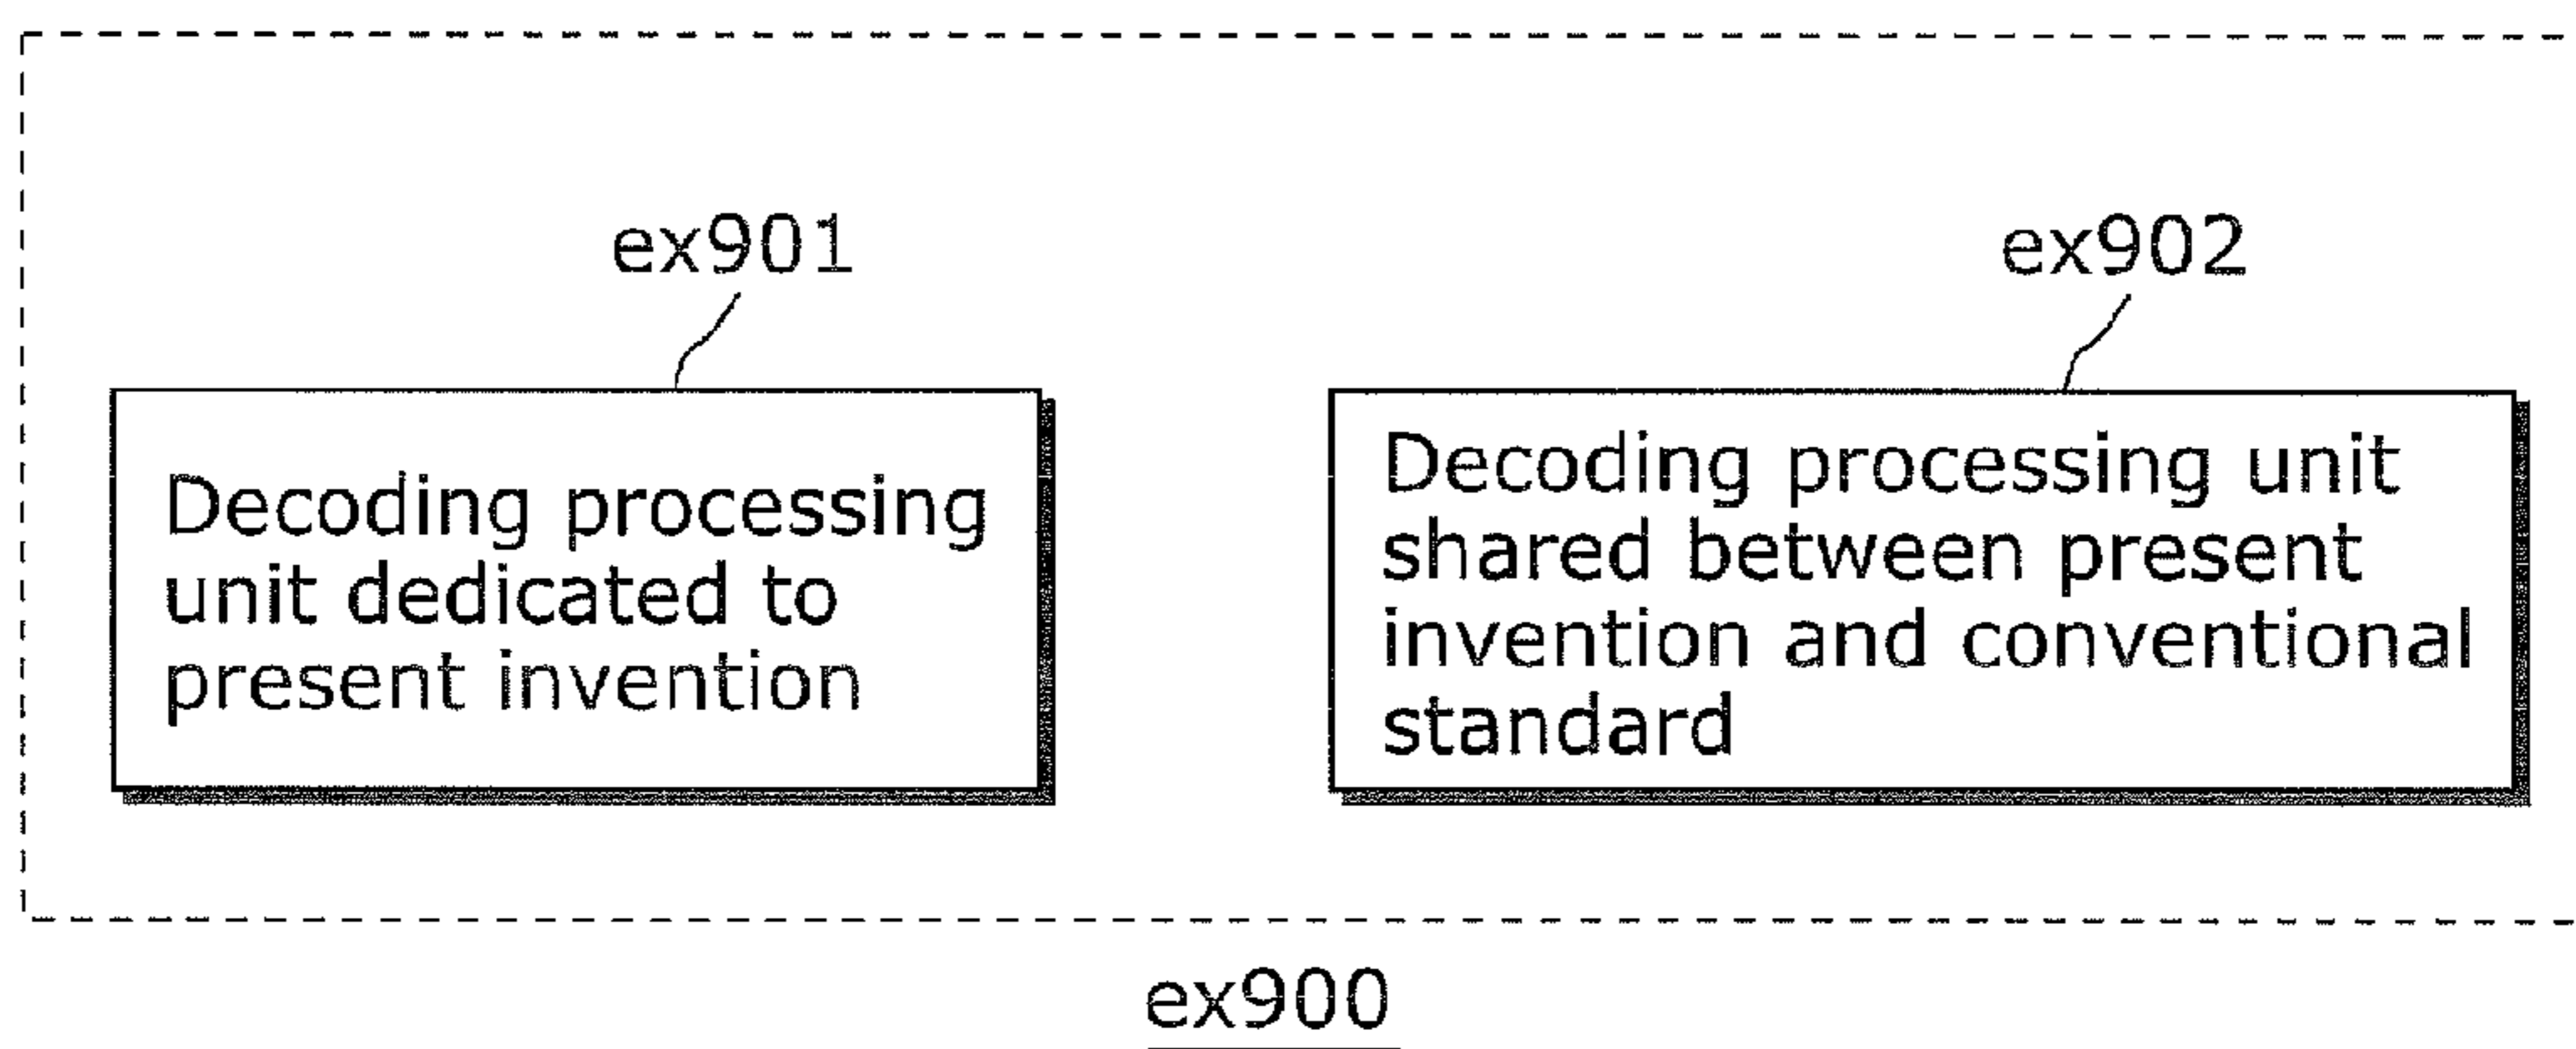 ex901
ex902
Decoding processing
unit dedicated to
present invention
Decoding processing unit
shared between present
invention and conventional
standard
ex900